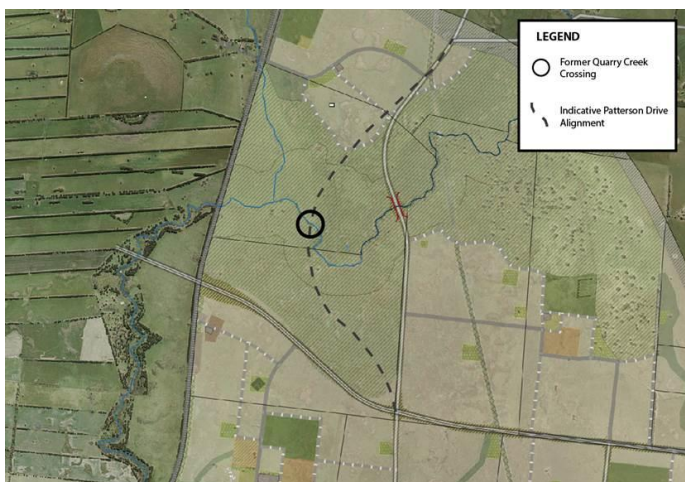 LEGEND
Former Quarry Creek
Crossing
Indicative Patterson Drive
Alignment